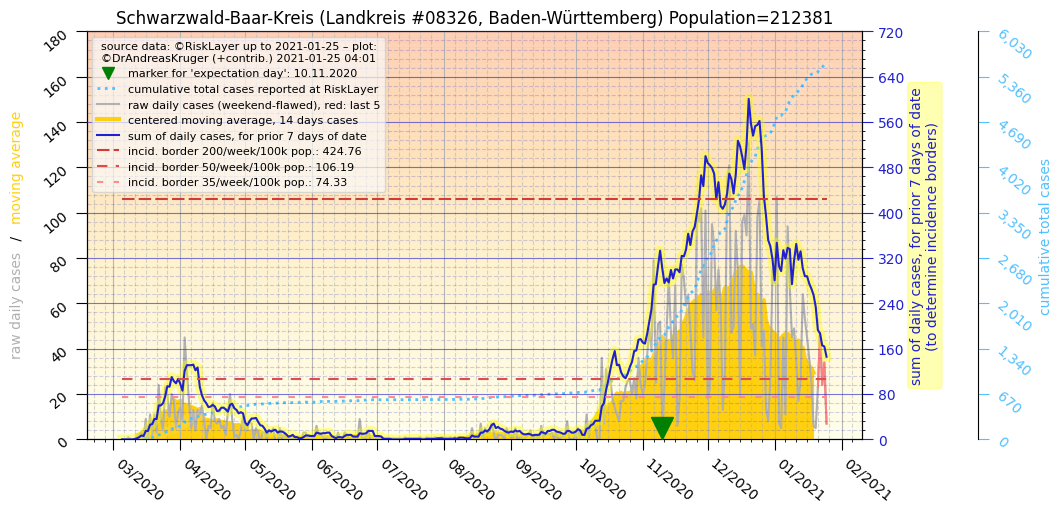 Schwarzwald-Baar-Kreis (Landkreis #08326, Baden-Württemberg) Population=212381
source data: ©RiskLayer up to 2021-01-25 – plot:
©DrAndreasKruger (+contrib.) 2021-01-25 04:01
marker for 'expectation day': 10.11.2020
cumulative total cases reported at RiskLayer
raw daily cases (weekend-flawed), red: last 5
centered moving average, 14 days cases
sum of daily cases, for prior 7 days of date
incid. border 200/week/100k pop.: 424.76
incid. border 50/week/100k pop.: 106.19
incid. border 35/week/100k pop.: 74.33
raw daily cases / moving average
180
160
140
120
100
80
60
40
20
0
03/2020
04/2020
05/2020
06/2020
07/2020
08/2020
09/2020
10/2020
11/2020
12/2020
01/2021
02/2021
720
640
560
480
400
320
240
160
80
0
sum of daily cases, for prior 7 days of date
(to determine incidence borders)
6,030
5,360
4,690
4,020
3,350
2,680
2,010
1,340
670
0
cumulative total cases